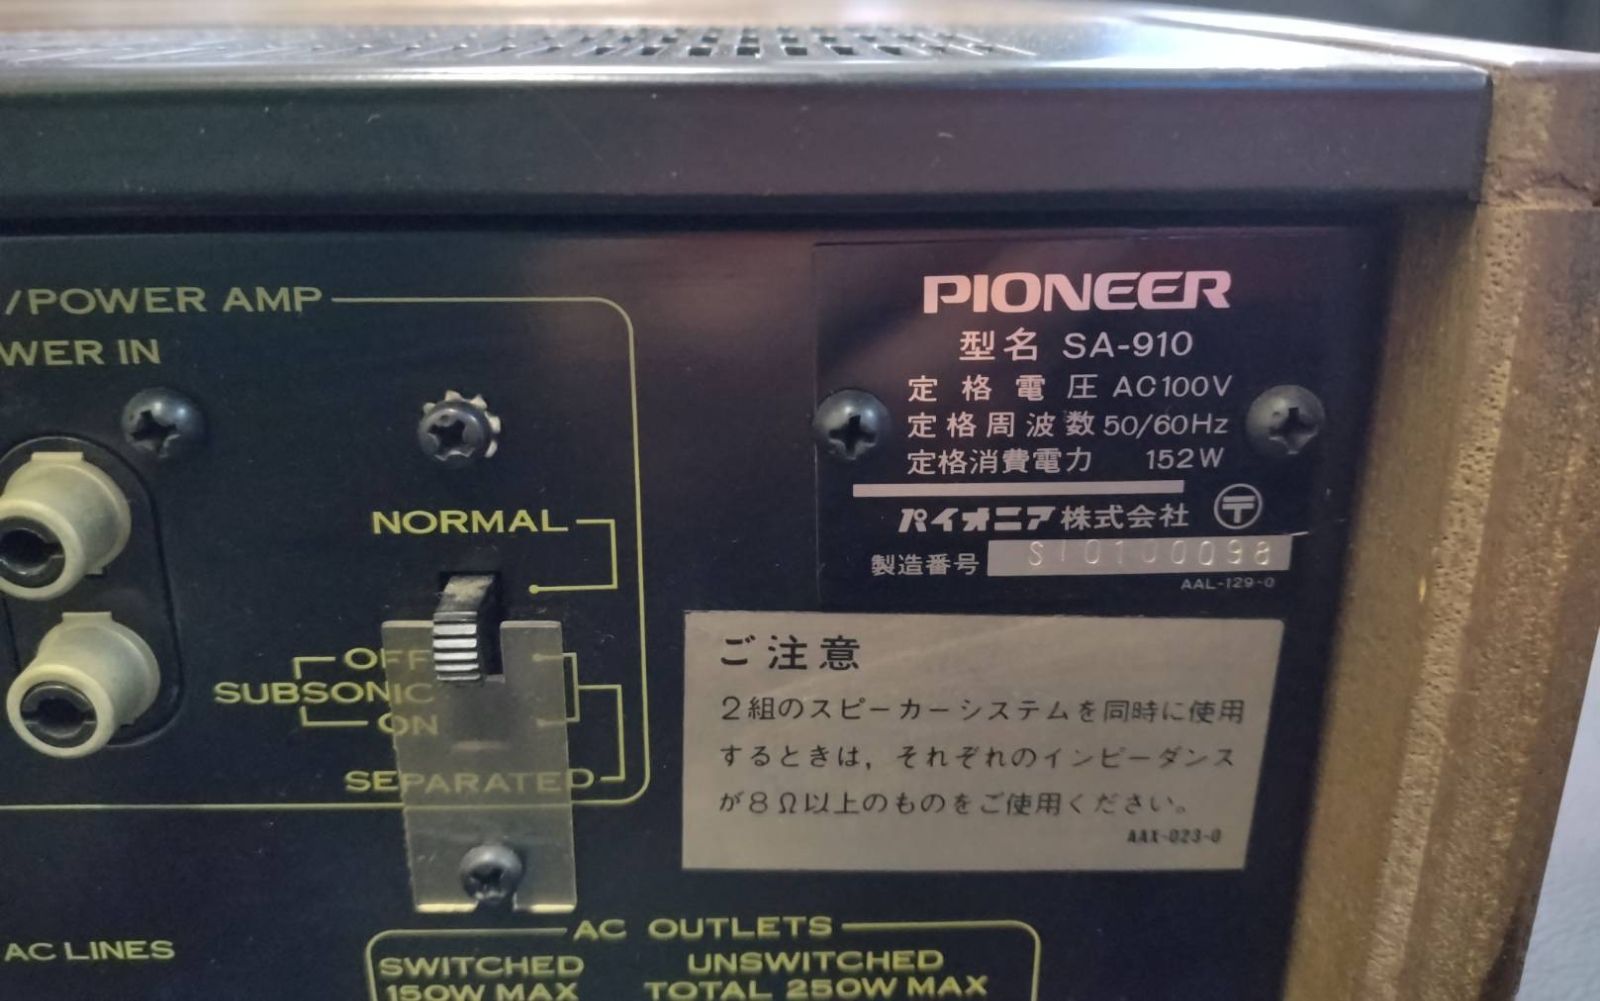 /POWER AMP
WER IN
NORMAL
OFF
SUBSONIC
ON
SEPARATED
AC LINES
AC OUTLETS
SWITCHED
150W MAX
UNSWITCHED
TOTAL 250W MAX
PIONEER
型名 SA-910
定格電圧 AC100V
定格周波数 50/60Hz
定格消費電力 152W
パイオニア株式会社 〒
製造番号
AAL-129-0
ご注意
2組のスピーカーシステムを同時に使用
するときは，それぞれのインピーダンス
が8Ω以上のものをご使用ください。
AAX-023-0